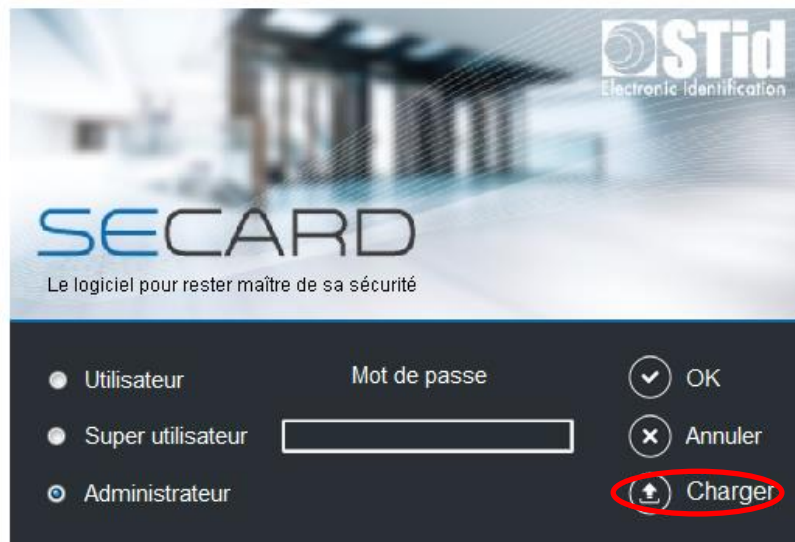 STid
Electronic Identification
SECARD
Le logiciel pour rester maître de sa sécurité
Utilisateur
Mot de passe
OK
Super utilisateur
Annuler
Administrateur
Charger